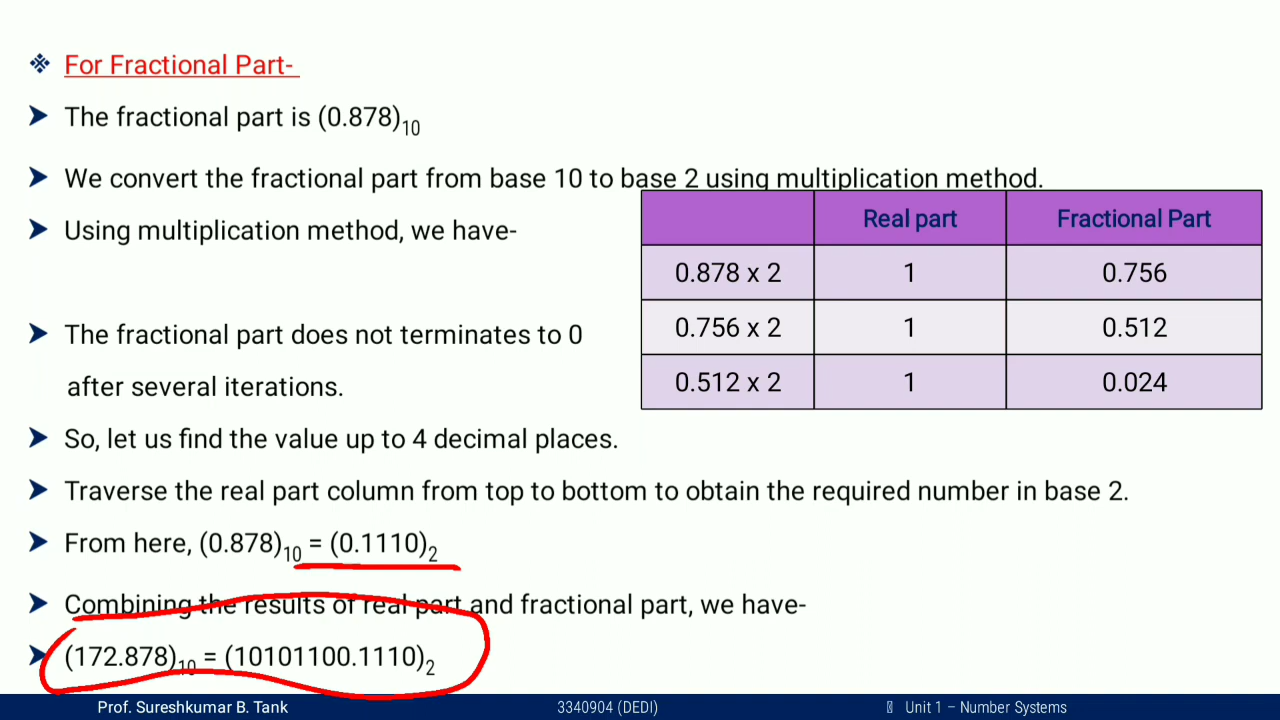 For Fractional Part-
The fractional part is (0.878)10
We convert the fractional part from base 10 to base 2 using multiplication method.
Using multiplication method, we have-
Real part Fractional Part
0.878 x 2 1 0.756
0.756 x 2 1 0.512
0.512 x 2 1 0.024
The fractional part does not terminates to 0
after several iterations.
So, let us find the value up to 4 decimal places.
Traverse the real part column from top to bottom to obtain the required number in base 2.
From here, (0.878)10 = (0.1110)2
Combining the results of real part and fractional part, we have-
(172.878)10 = (10101100.1110)2
Prof. Sureshkumar B. Tank 3340904 (DEDI) Unit 1 – Number Systems